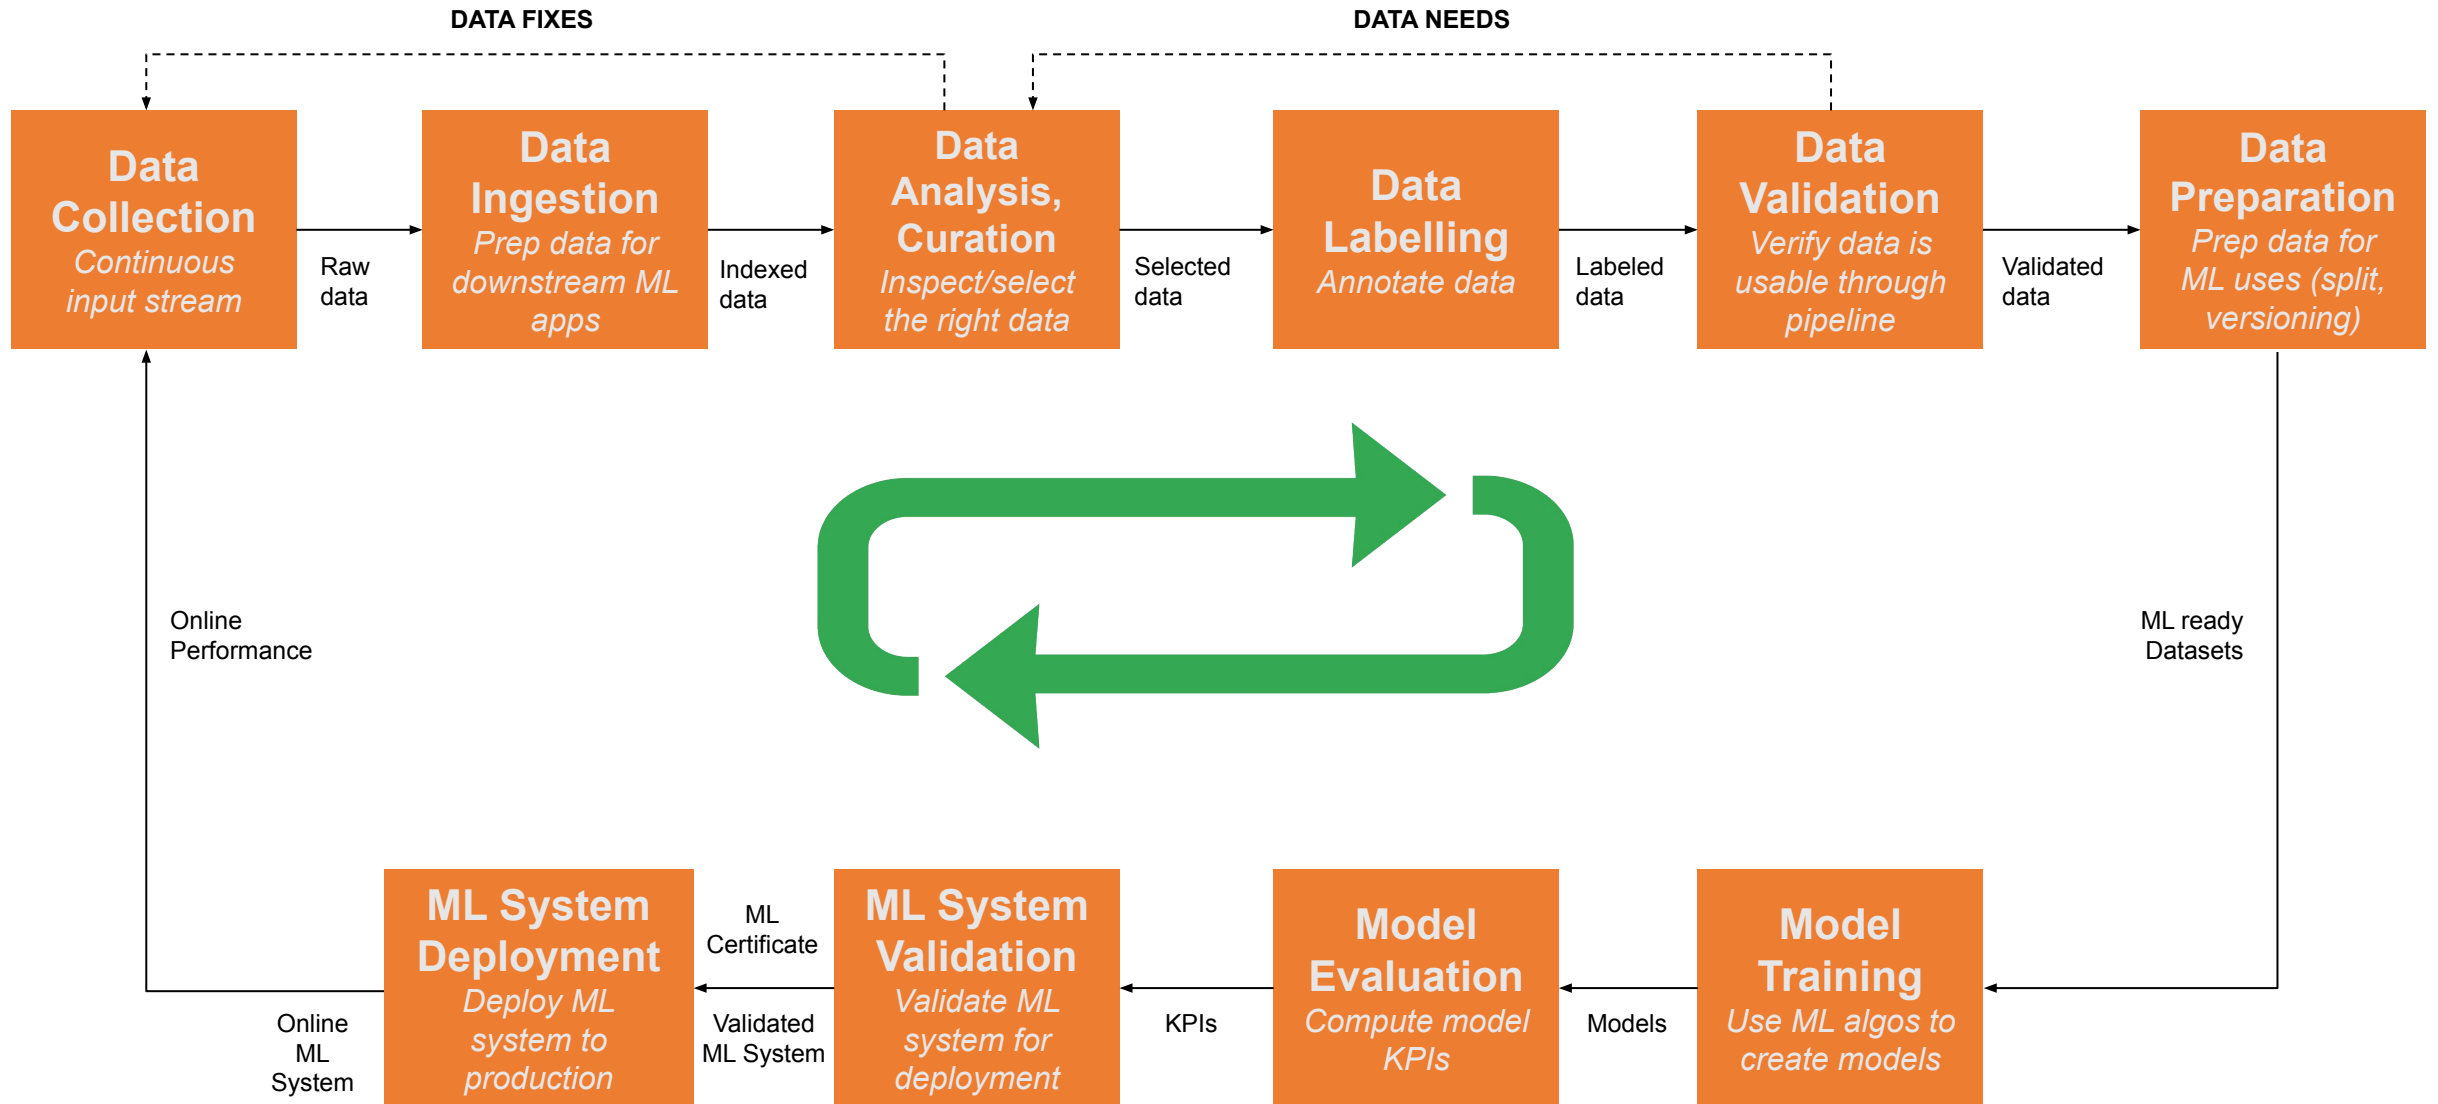 DATA FIXES
DATA NEEDS
Data
Collection
Continuous
input stream
Raw
data
Data
Ingestion
Prep data for
downstream ML
apps
Indexed
data
Data
Analysis,
Curation
Inspect/select
the right data
Selected
data
Data
Labelling
Annotate data
Labeled
data
Data
Validation
Verify data is
usable through
pipeline
Validated
data
Data
Preparation
Prep data for
ML uses (split,
versioning)
ML ready
Datasets
Model
Training
Use ML algos to
create models
Models
Model
Evaluation
Compute model
KPIs
KPIs
ML System
Validation
Validate ML
system for
deployment
ML
Certificate
Validated
ML System
ML System
Deployment
Deploy ML
system to
production
Online
ML
System
Online
Performance